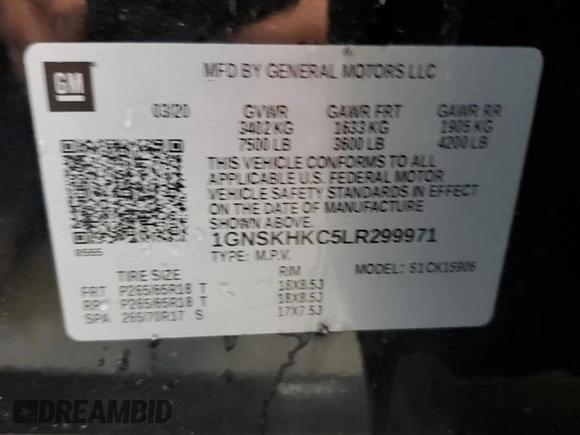 GM
MFD BY GENERAL MOTORS LLC
03/20 GVWR GAWR FRT GAWR RR
3402 KG 1633 KG 1905 KG
7500 LB 3600 LB 4200 LB
THIS VEHICLE CONFORMS TO ALL
APPLICABLE U.S. FEDERAL MOTOR
VEHICLE SAFETY STANDARDS IN EFFECT
ON THE DATE OF MANUFACTURE
SHOWN ABOVE.
1GNSKHKC5LR299971
TYPE: M.P.V. MODEL: 51CK15906
TIRE SIZE RIM
FRT P265/65R18 T 18X8.5J
RR P265/65R18 T 18X8.5J
SPA 265/70R17 S 17X7.5J
DREAMBID